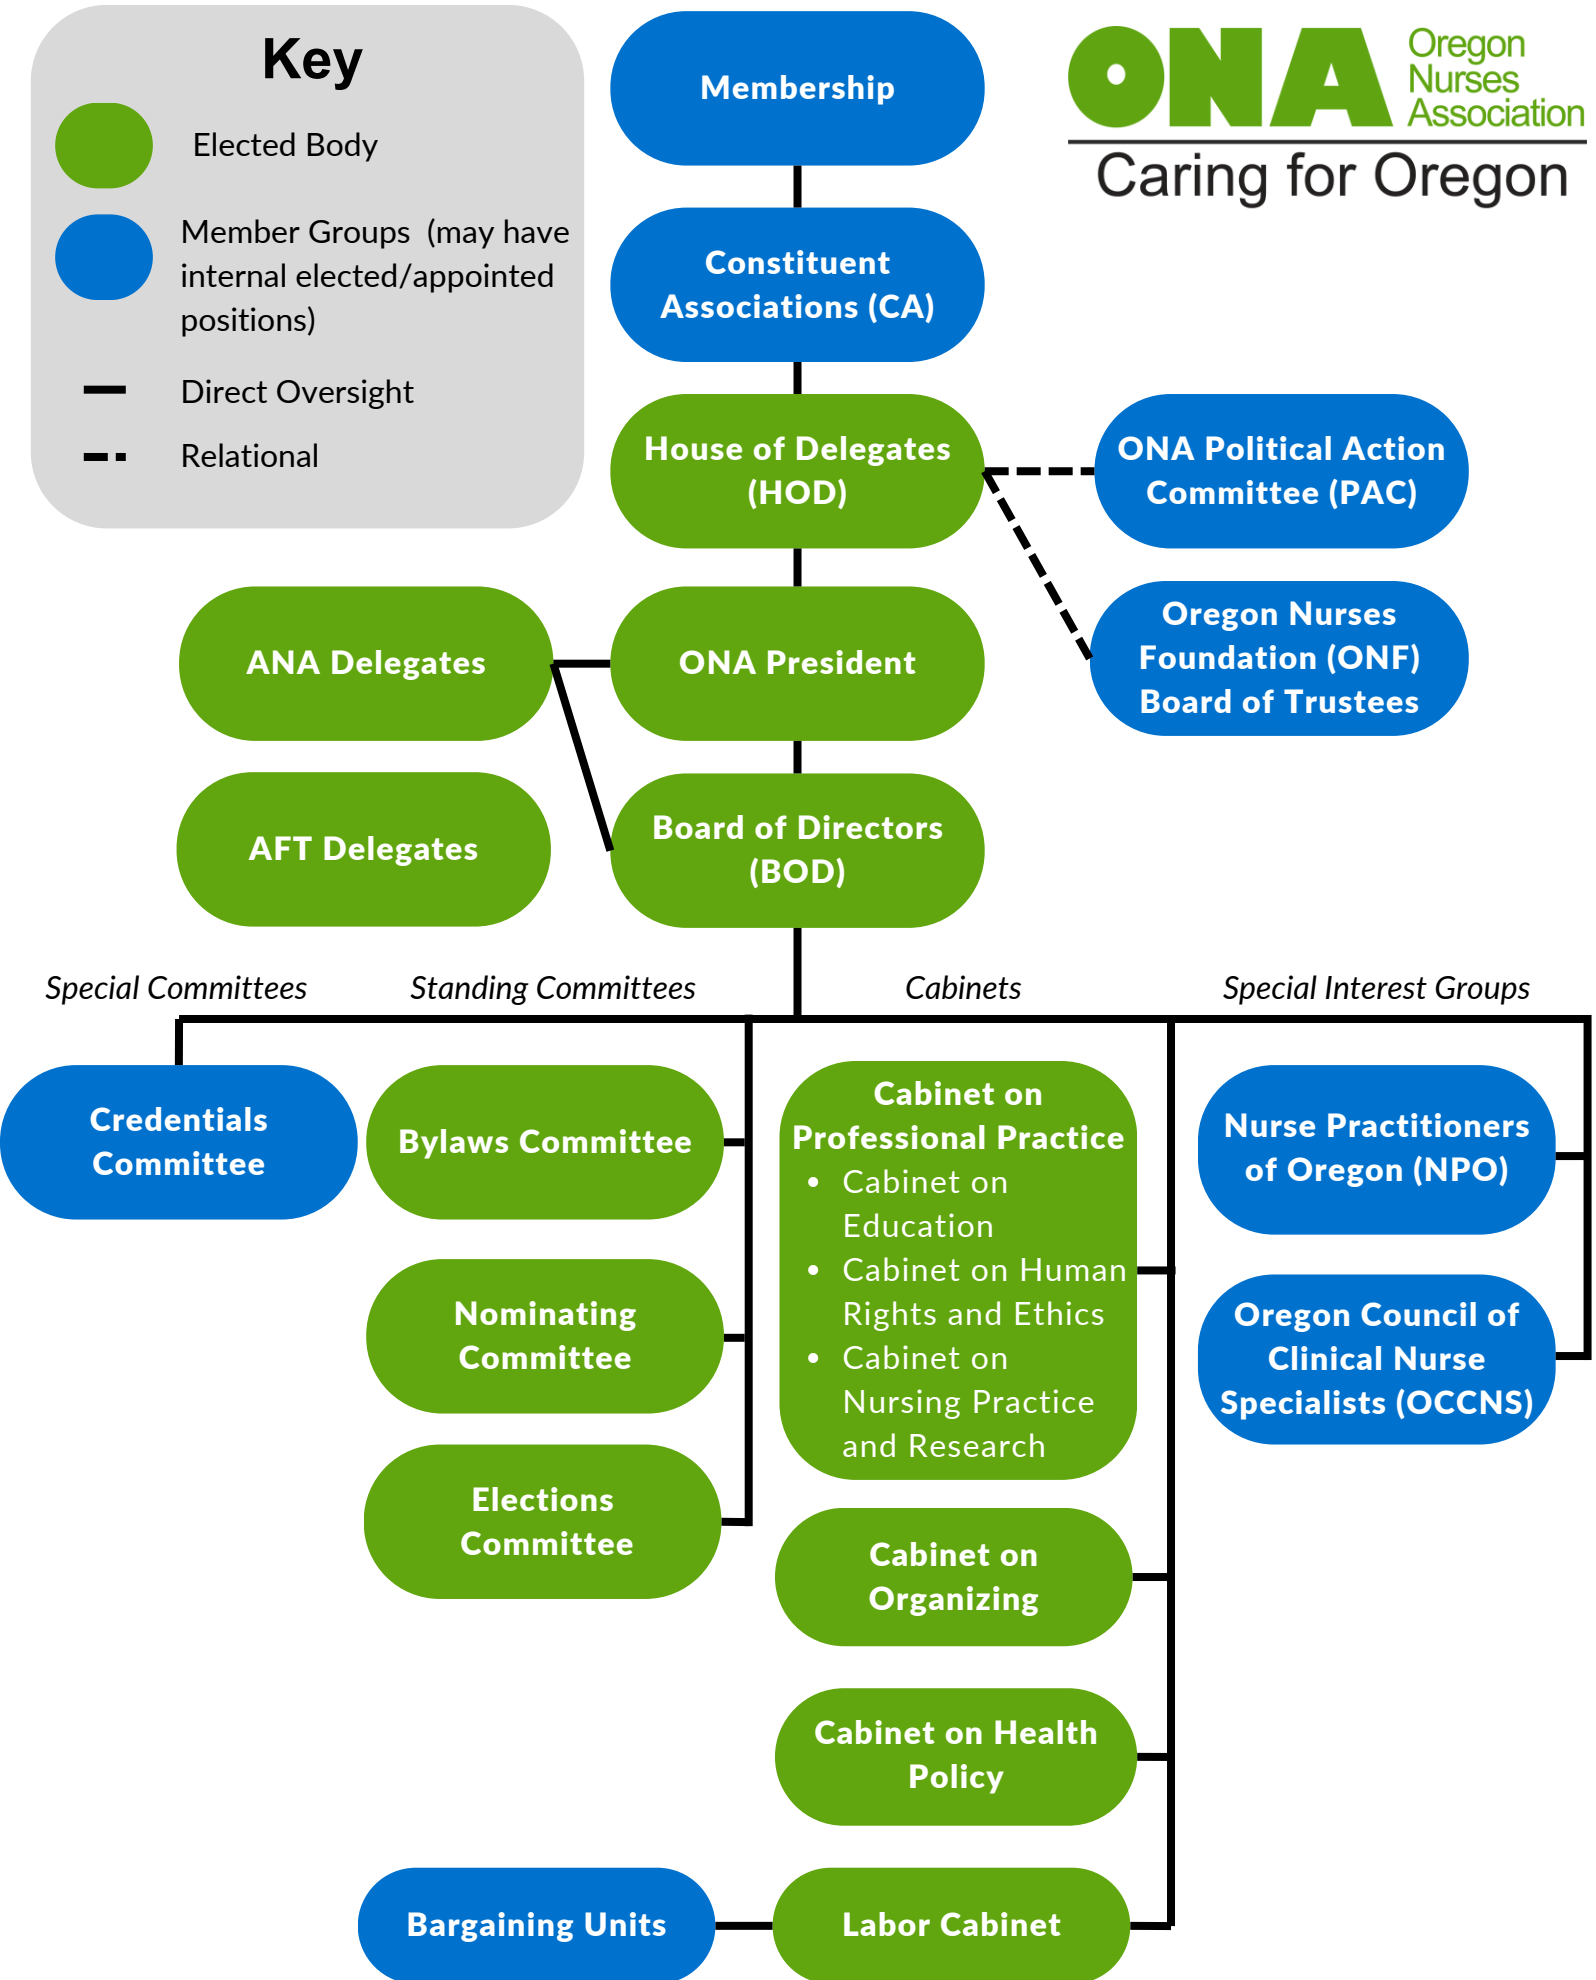 Key
Elected Body
Member Groups (may have
internal elected/appointed
positions)
Direct Oversight
Relational
ONA
Oregon
Nurses
Association
Caring for Oregon
Membership
Constituent
Associations (CA)
House of Delegates
(HOD)
ONA Political Action
Committee (PAC)
Oregon Nurses
Foundation (ONF)
Board of Trustees
ANA Delegates
ONA President
AFT Delegates
Board of Directors
(BOD)
Special Committees
Standing Committees
Cabinets
Special Interest Groups
Credentials
Committee
Bylaws Committee
Nominating
Committee
Elections
Committee
Cabinet on
Professional Practice
• Cabinet on
Education
• Cabinet on Human
Rights and Ethics
• Cabinet on
Nursing Practice
and Research
Cabinet on
Organizing
Cabinet on Health
Policy
Bargaining Units
Labor Cabinet
Nurse Practitioners
of Oregon (NPO)
Oregon Council of
Clinical Nurse
Specialists (OCCNS)